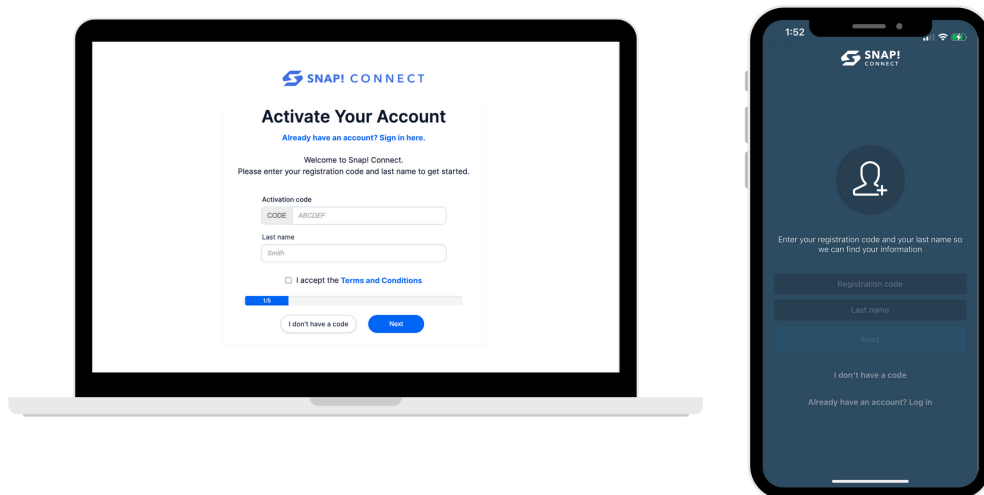 SNAP! CONNECT
Activate Your Account
Already have an account? Sign in here.
Welcome to Snap! Connect.
Please enter your registration code and last name to get started.
Activation code
CODE ABCDEF
Last name
Smith
I accept the Terms and Conditions
1/5
I don't have a code
Next
1:52
SNAP!
CONNECT
Enter your registration code and your last name so
we can find your information
Registration code
Last name
Next
I don't have a code
Already have an account? Log in